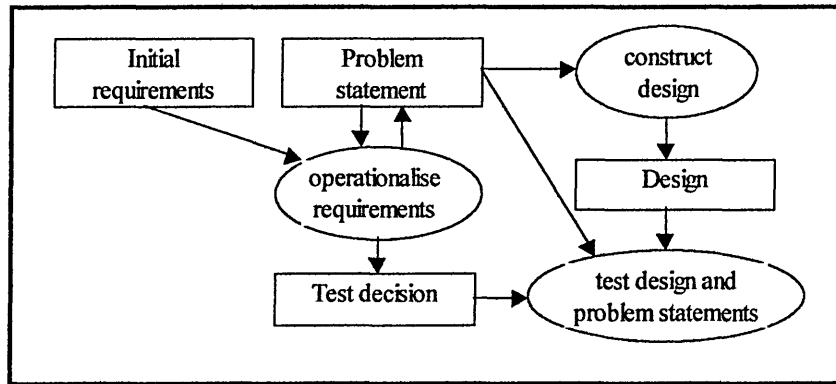 Initial
requirements
Problem
statement
construct
design
operationalise
requirements
Design
Test decision
test design and
problem statements